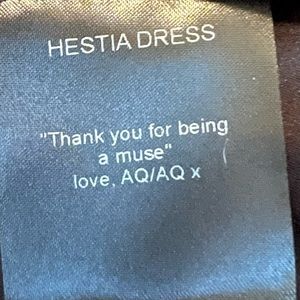 HESTIA DRESS
"Thank you for being
a muse"
love, AQ/AQ x